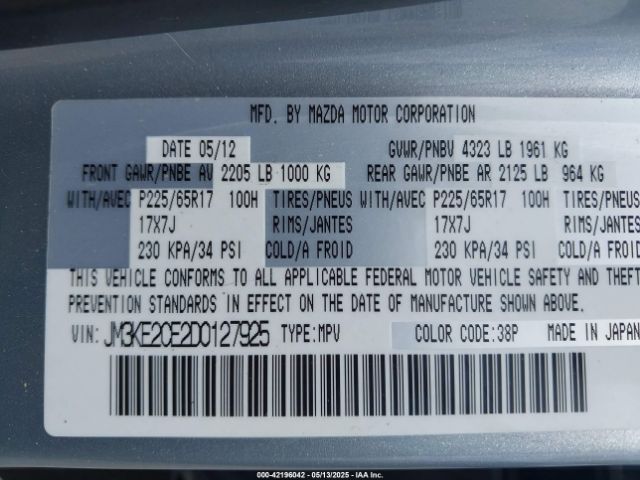 MFD. BY MAZDA MOTOR CORPORATION
DATE 05/12 GVWR/PNBV 4323 LB 1961 KG
FRONT GAWR/PNBE AV 2205 LB 1000 KG REAR GAWR/PNBE AR 2125 LB 964 KG
WITH/AVEC P225/65R17 100H TIRES/PNEUS WITH/AVEC P225/65R17 100H TIRES/PNEUS
17X7J RIMS/JANTES 17X7J RIMS/JANTES
230 KPA/34 PSI COLD/A FROID 230 KPA/34 PSI COLD/A FROID
THIS VEHICLE CONFORMS TO ALL APPLICABLE FEDERAL MOTOR VEHICLE SAFETY AND THEFT
PREVENTION STANDARDS IN EFFECT ON THE DATE OF MANUFACTURE SHOWN ABOVE.
VIN: JM3KE2CE2D0127925 TYPE:MPV COLOR CODE:38P MADE IN JAPAN
000-42196042 - 05/13/2025 - IAA Inc.